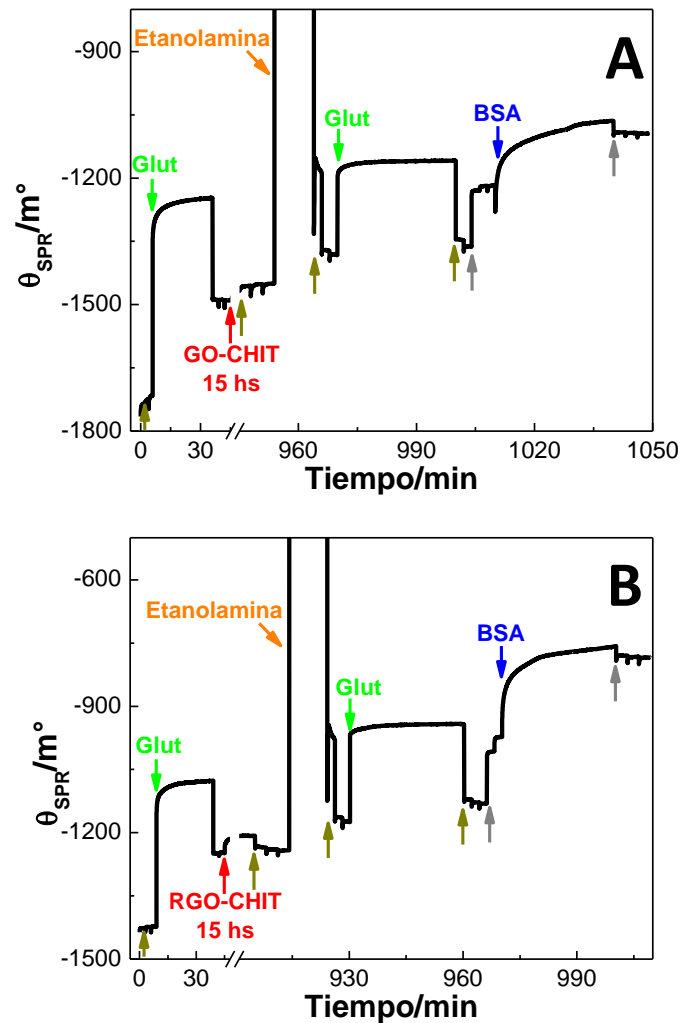 A
-900
-1200
-1500
-1800
θSPR/m°
Etanolamina
Glut
Glut
BSA
GO-CHIT
15 hs
0 30 960 990 1020 1050
Tiempo/min
B
-600
-900
-1200
-1500
θSPR/m°
Etanolamina
Glut
Glut
BSA
RGO-CHIT
15 hs
0 30 930 960 990
Tiempo/min